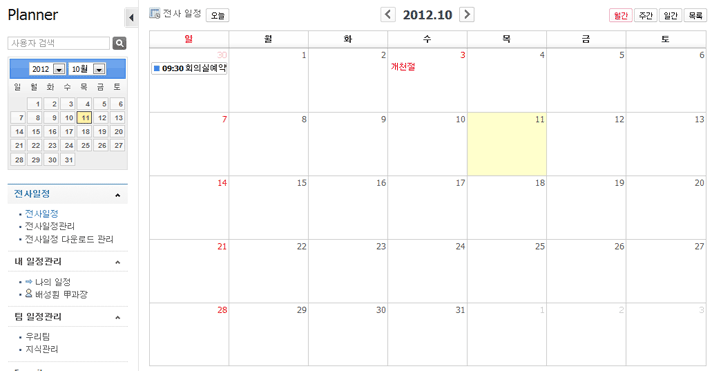 Planner
사용자 검색
2012 10월
일 월 화 수 목 금 토
1 2 3 4 5 6
7 8 9 10 11 12 13
14 15 16 17 18 19 20
21 22 23 24 25 26 27
28 29 30 31
전사일정
전사일정
전사일정관리
전사일정 다운로드 관리
내 일정관리
나의 일정
팀 일정관리
우리팀
지식관리
전사 일정 오늘
2012.10
월간 주간 일간 목록
일 월 화 수 목 금 토
30 1 2 3 4 5 6
09:30 회의실예약
개천절
7 8 9 10 11 12 13
14 15 16 17 18 19 20
21 22 23 24 25 26 27
28 29 30 31 1 2 3